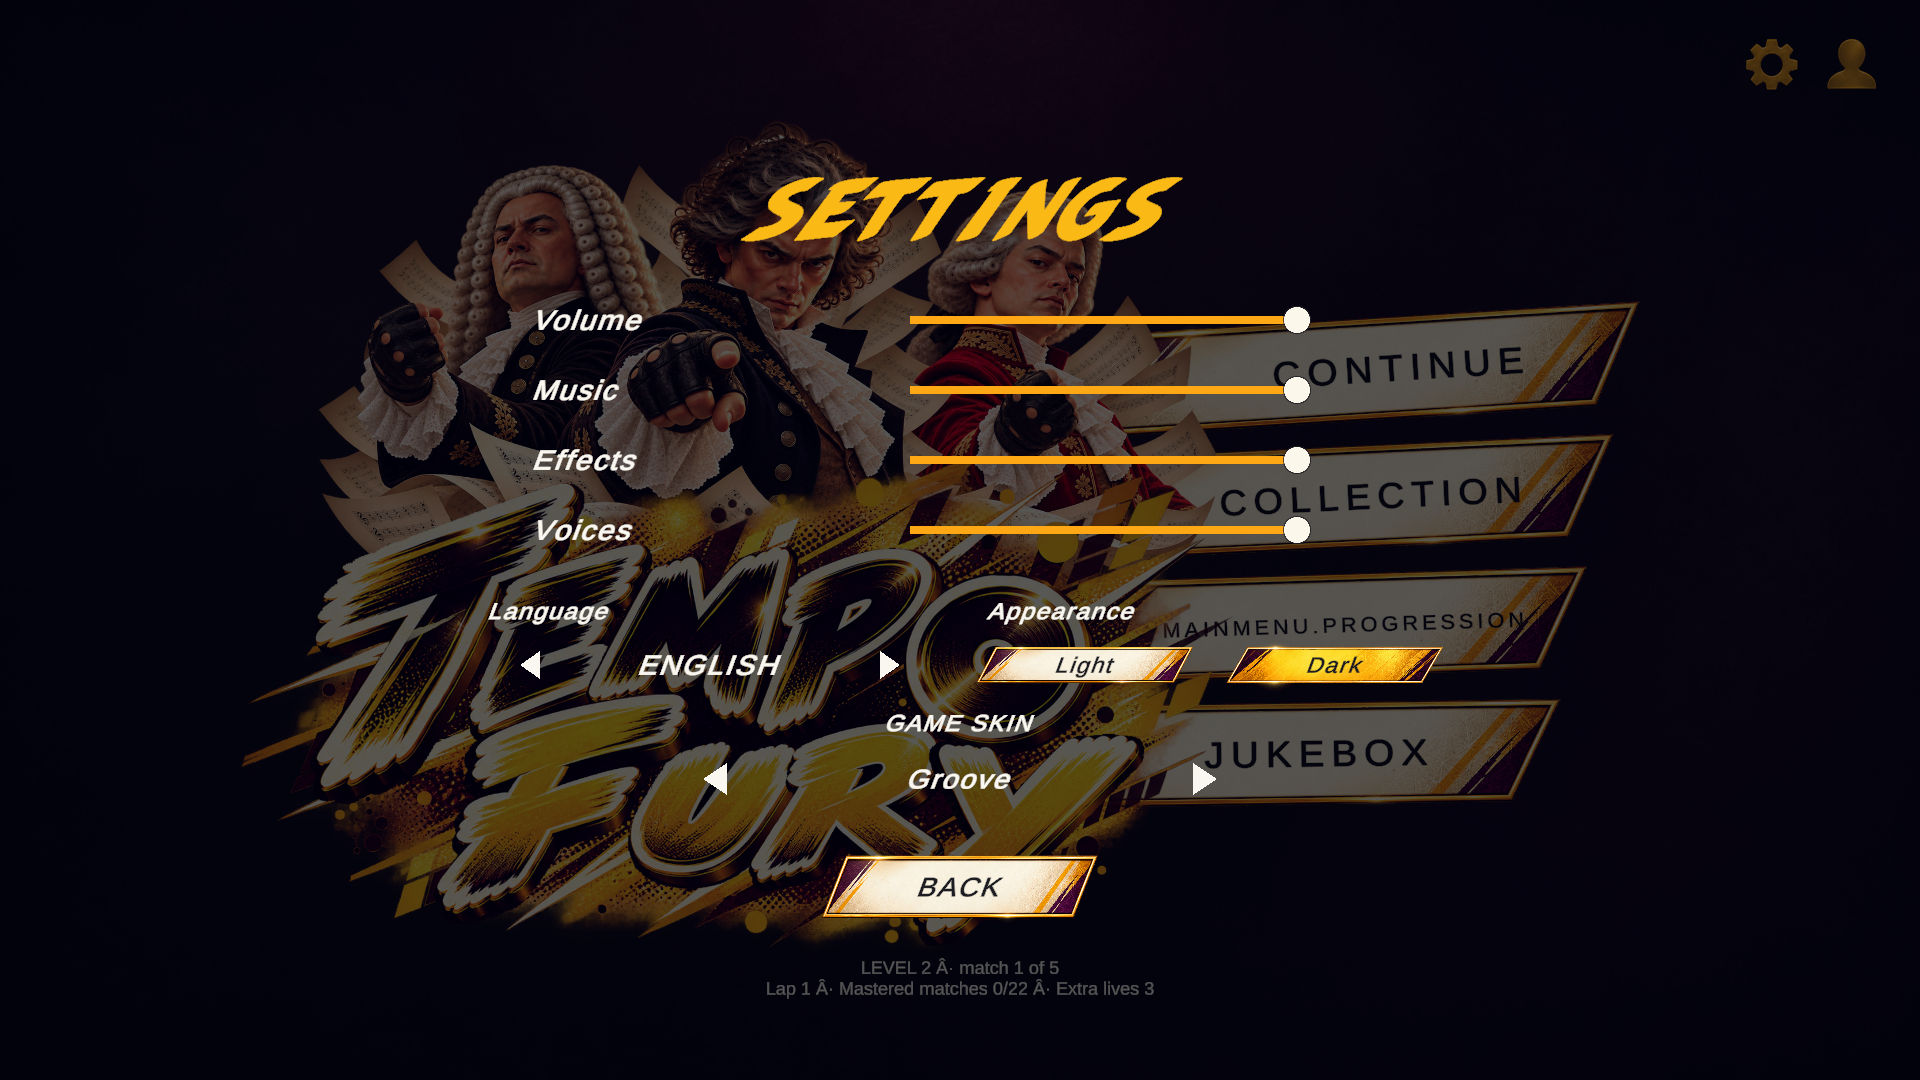 SETTINGS
Volume
Music
Effects
Voices
CONTINUE
COLLECTION
MAINMENU.PROGRESSION
JUKEBOX
TEMPO
FURY
Language
ENGLISH
Appearance
Light
Dark
GAME SKIN
Groove
BACK
LEVEL 2 Â· match 1 of 5
Lap 1 Â· Mastered matches 0/22 Â· Extra lives 3